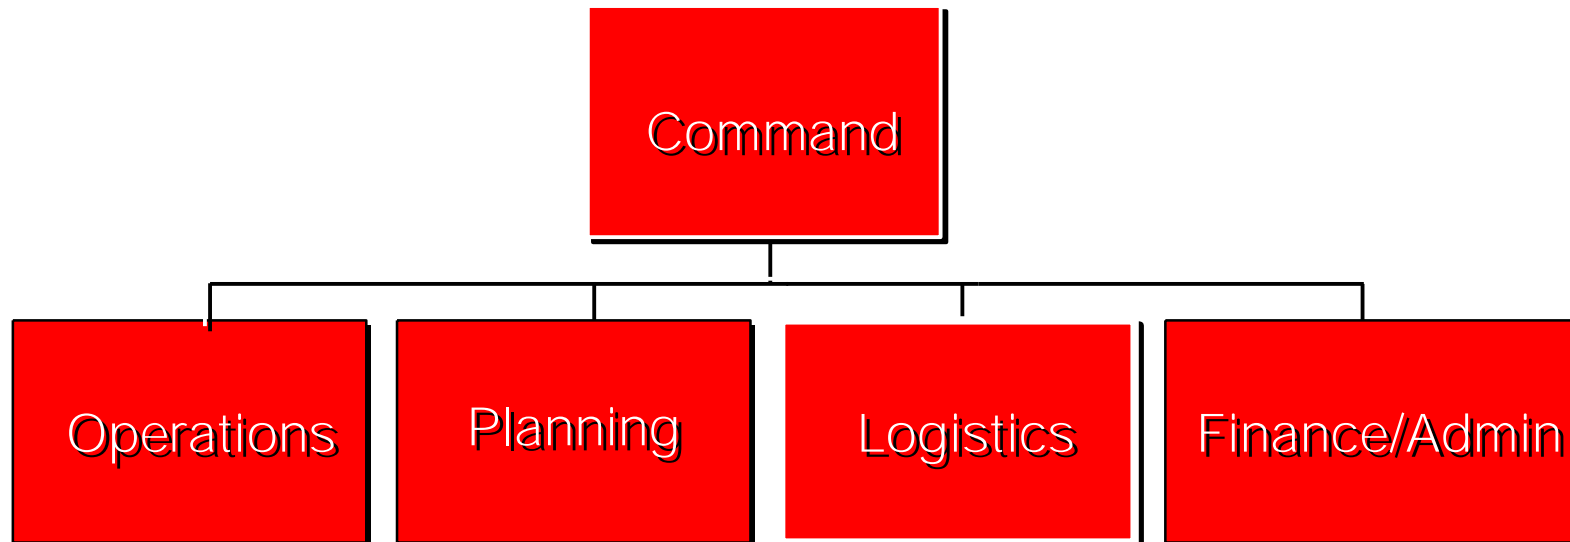 Command
Operations
Planning
Logistics
Finance/Admin